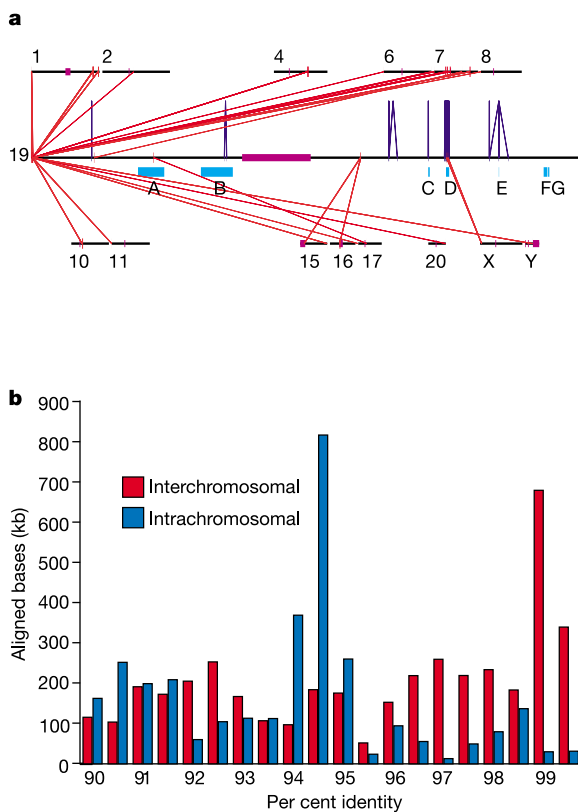 a
1 2 4 6 7 8
19
A B C D E FG
10 11 15 16 17 20 X Y
b
900
800
700
600
500
400
300
200
100
0
Aligned bases (kb)
Interchromosomal
Intrachromosomal
90 91 92 93 94 95 96 97 98 99
Per cent identity